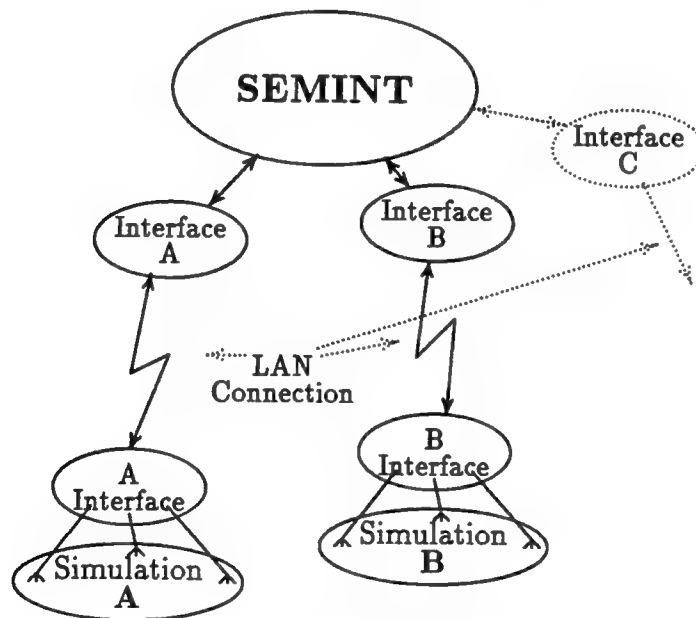 SEMINT
Interface
C
Interface
A
Interface
B
LAN
Connection
A
Interface
Simulation
A
B
Interface
Simulation
B